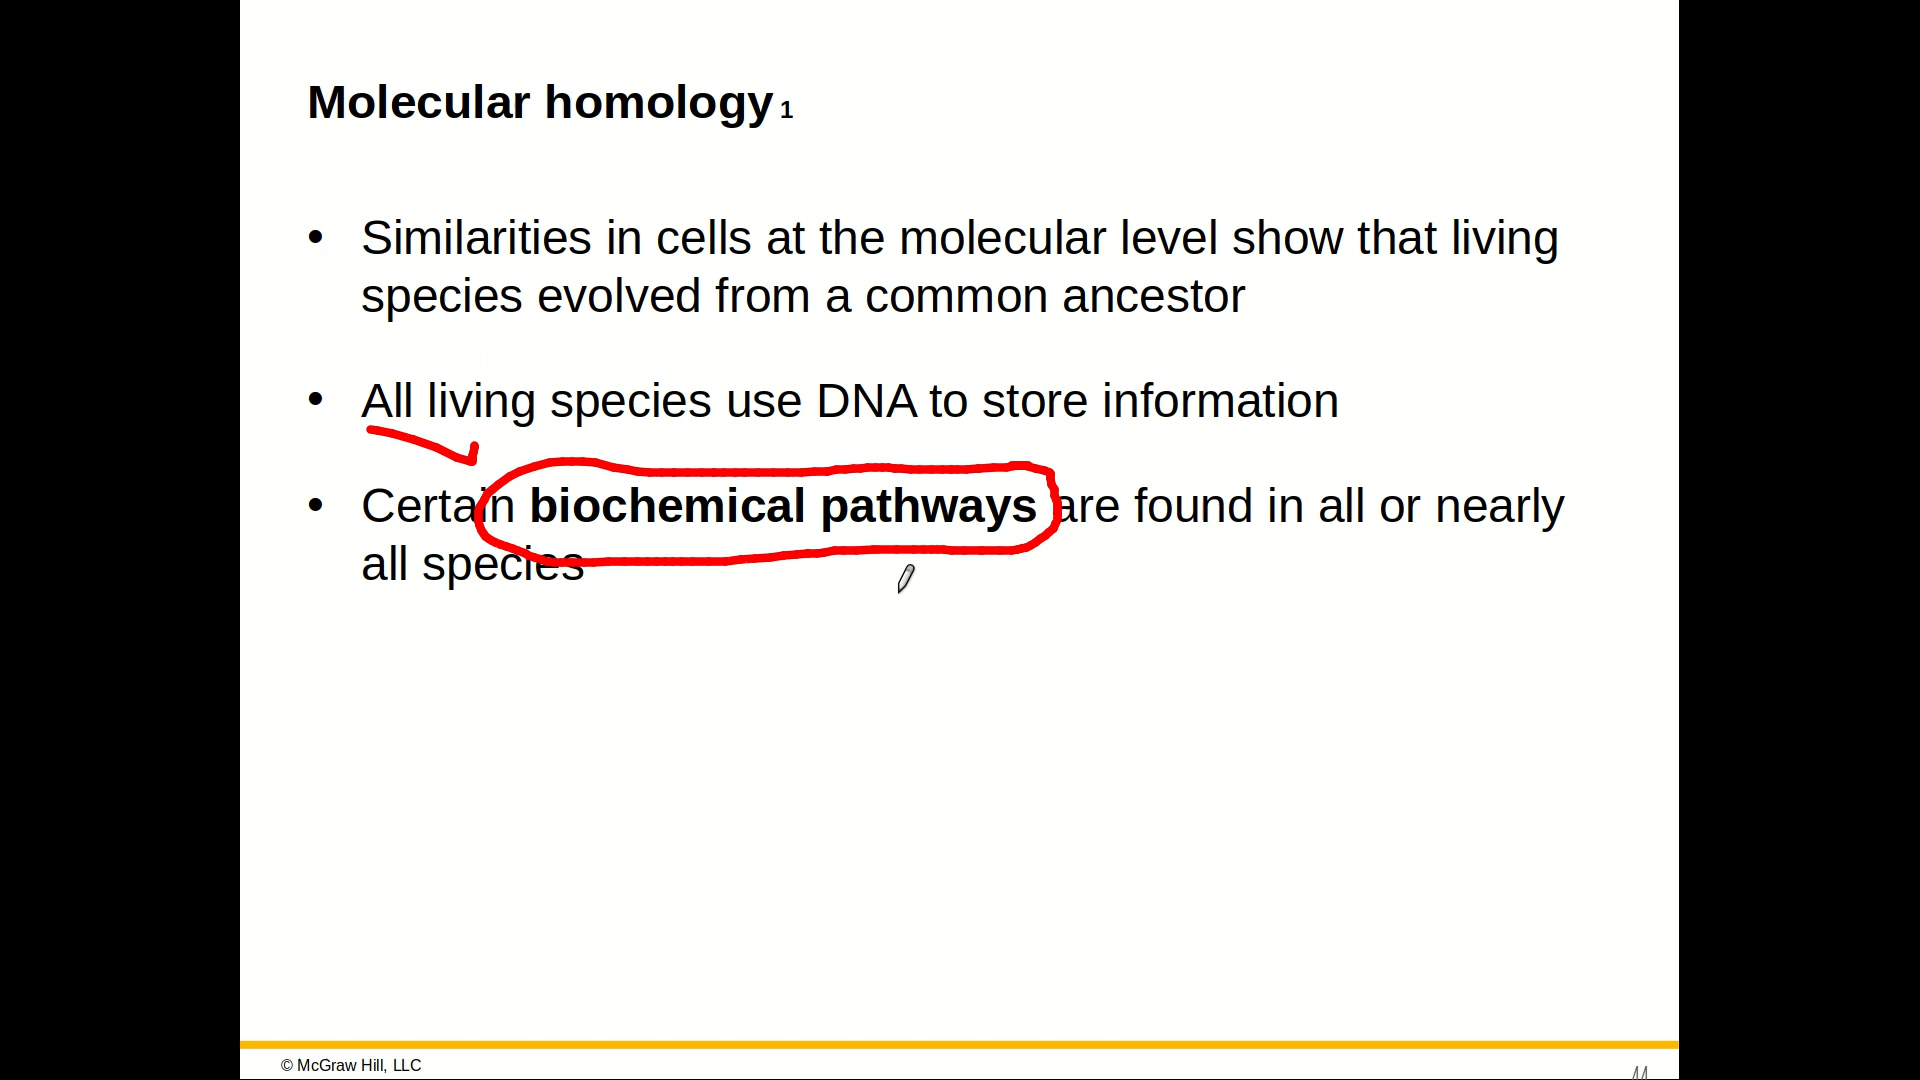 Molecular homology 1
• Similarities in cells at the molecular level show that living
species evolved from a common ancestor
• All living species use DNA to store information
• Certain biochemical pathways are found in all or nearly
all species
© McGraw Hill, LLC